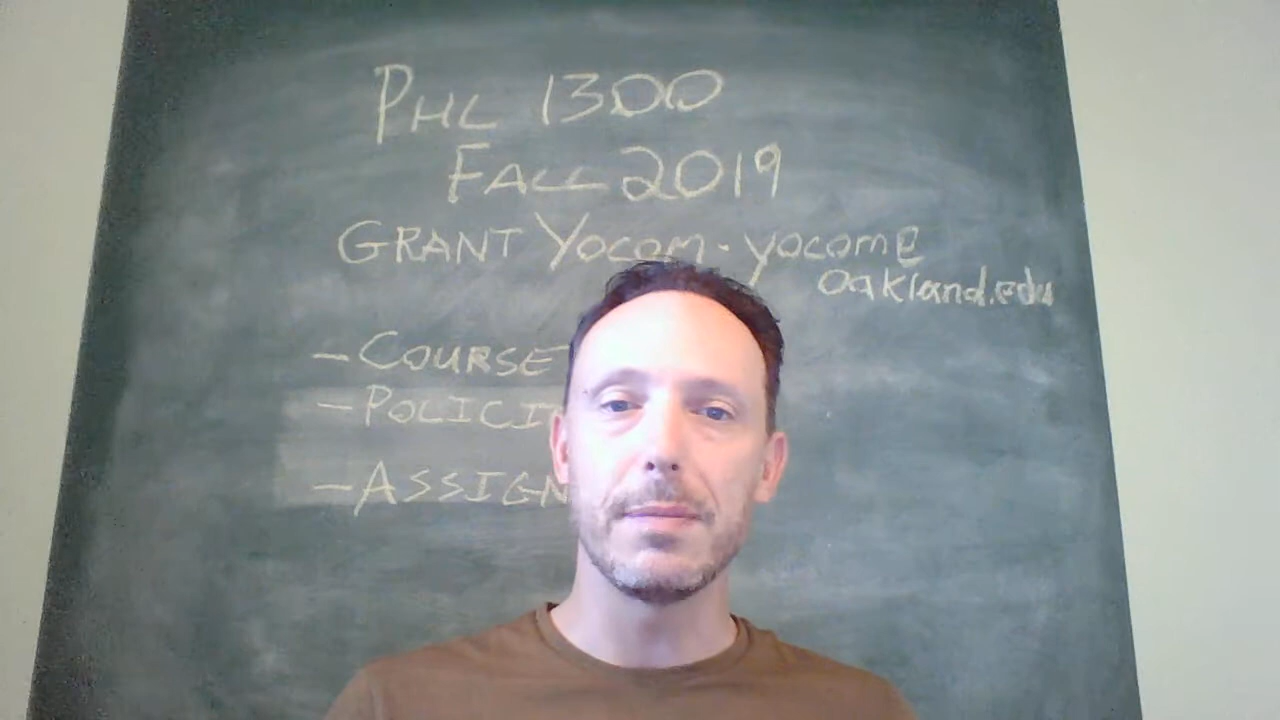 PHL 1300
FALL 2019
GRANT YOCOM - yocom@
oakland.edu
- COURSE
- POLICI
- ASSIGN